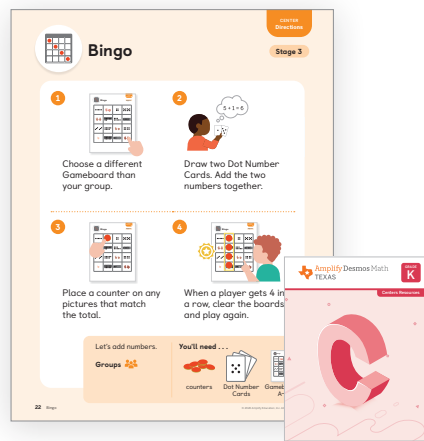 CENTER
Directions
Bingo
Stage 3
1
2
5 + 1 = 6
Choose a different
Gameboard than
your group.
Draw two Dot Number
Cards. Add the two
numbers together.
3
4
Place a counter on any
pictures that match
the total.
When a player gets 4 in
a row, clear the boards
and play again.
Let's add numbers.
Groups
You'll need . . .
counters
Dot Number
Cards
22 Bingo
Amplify Desmos Math
TEXAS
GRADE
K
Centers Resources